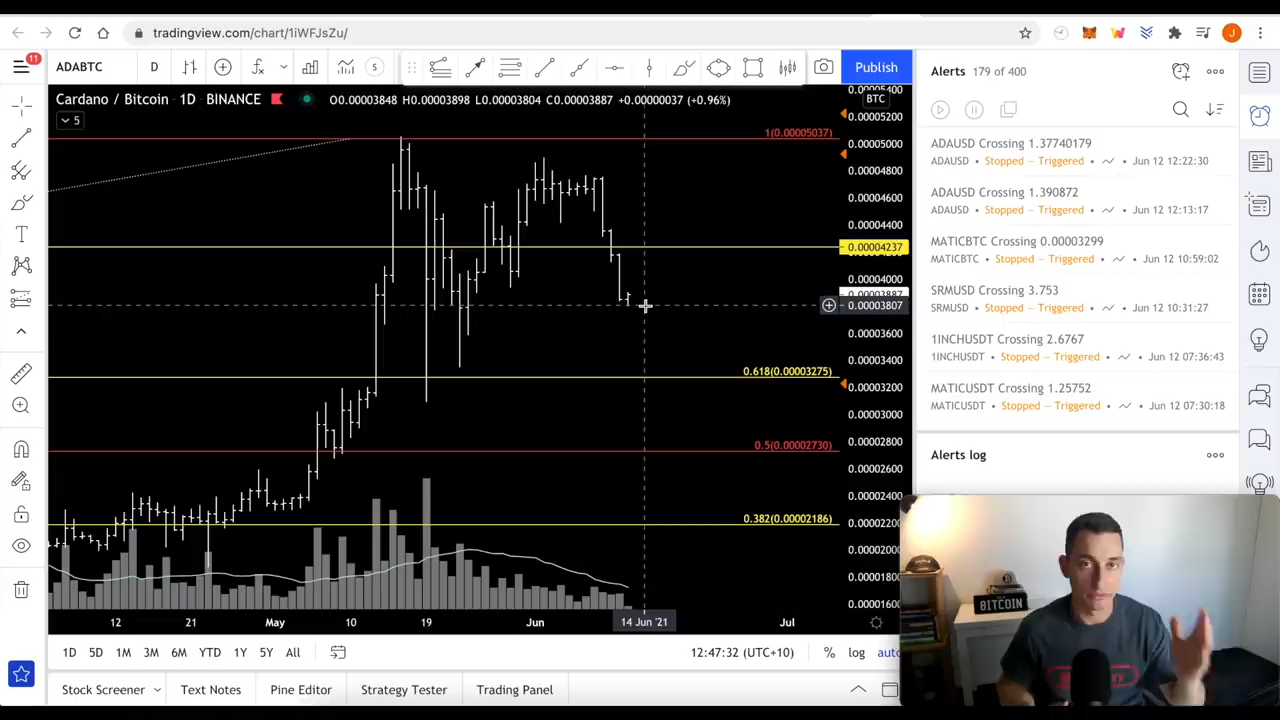 tradingview.com/chart/1iWFJsZu/
J
11
ADABTC
D
S
Publish
Cardano / Bitcoin · 1D · BINANCE
O0.00003848 H0.00003898 L0.00003804 C0.00003887 +0.00000037 (+0.96%)
5
BTC
0.00005400
0.00005200
0.00005000
0.00004800
0.00004600
0.00004400
0.00004237
0.00004000
0.00003887
0.00003807
0.00003600
0.00003400
0.00003200
0.00003000
0.00002800
0.00002600
0.00002400
0.00002200
0.00002000
0.00001800
0.00001600
1(0.00005037)
0.618(0.00003275)
0.5(0.00002730)
0.382(0.00002186)
12
21
May
10
19
Jun
14 Jun '21
Jul
1D 5D 1M 3M 6M YTD 1Y 5Y All
12:47:32 (UTC+10)
% log auto
Stock Screener
Text Notes
Pine Editor
Strategy Tester
Trading Panel
Alerts 179 of 400
ADAUSD Crossing 1.37740179
ADAUSD • Stopped — Triggered • Jun 12 12:22:30
ADAUSD Crossing 1.390872
ADAUSD • Stopped — Triggered • Jun 12 12:13:17
MATICBTC Crossing 0.00003299
MATICBTC • Stopped — Triggered • Jun 12 10:59:02
SRMUSD Crossing 3.753
SRMUSD • Stopped — Triggered • Jun 12 10:31:27
1INCHUSDT Crossing 2.6767
1INCHUSDT • Stopped — Triggered • Jun 12 07:36:43
MATICUSDT Crossing 1.25752
MATICUSDT • Stopped — Triggered • Jun 12 07:30:18
Alerts log
BITCOIN